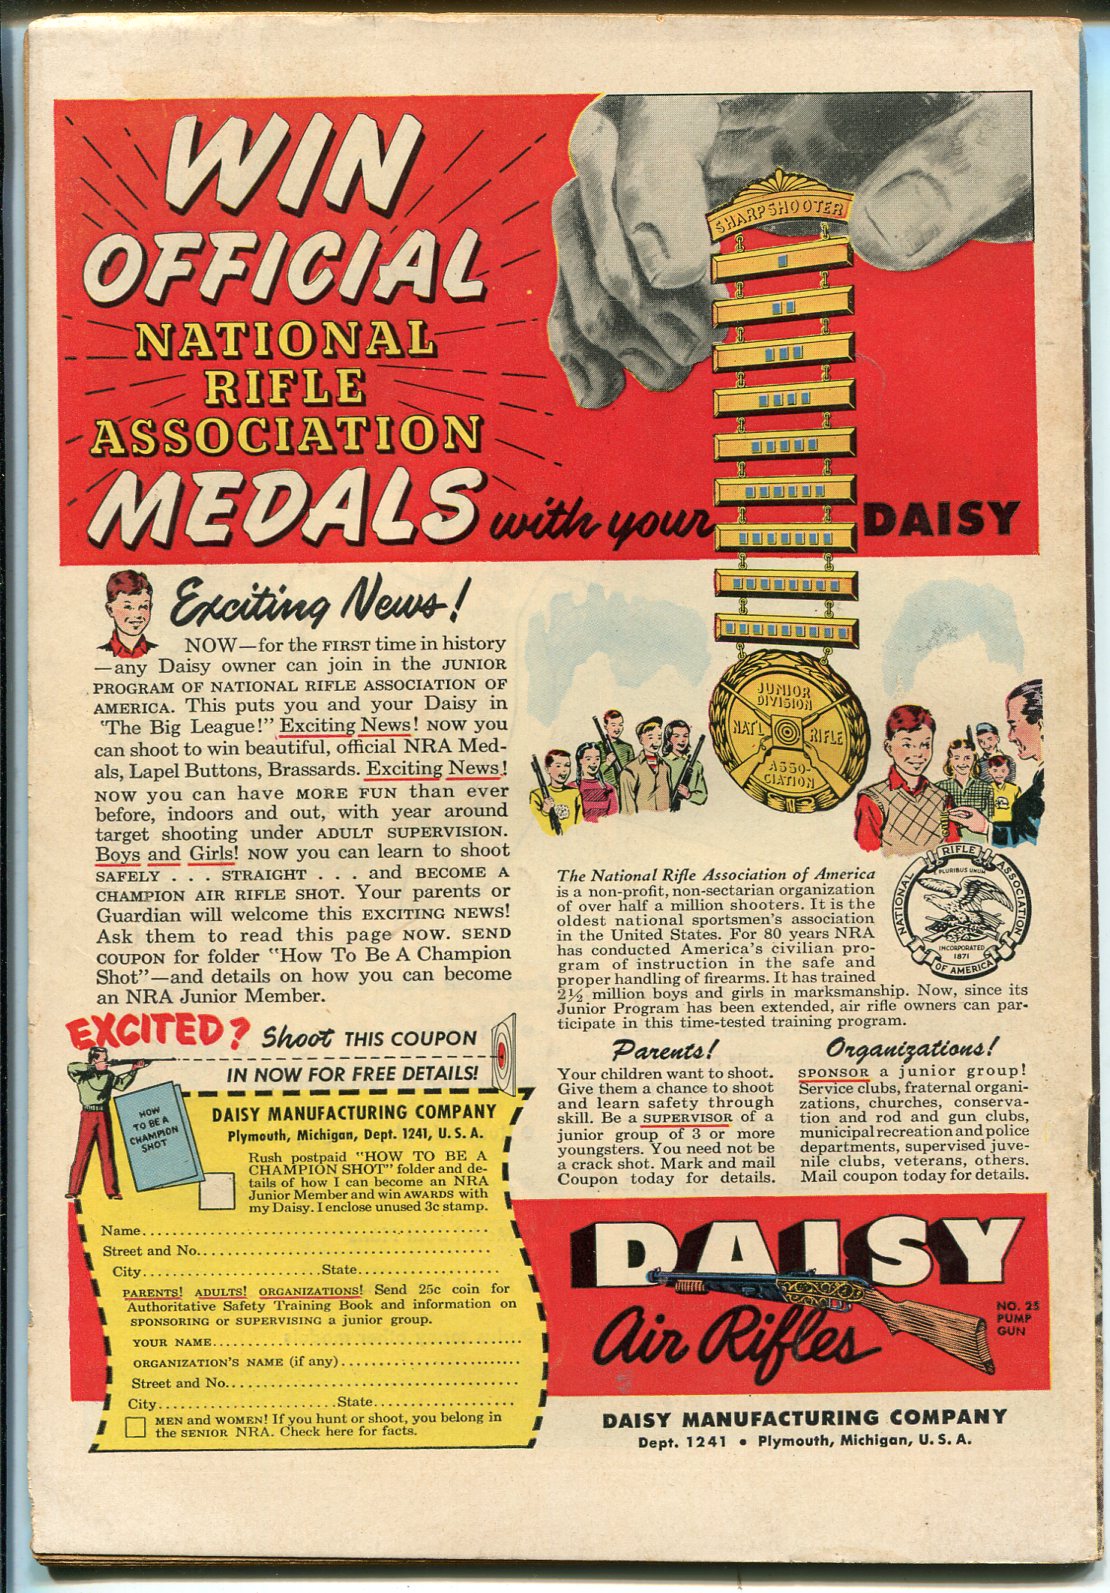 WIN
OFFICIAL
NATIONAL
RIFLE
ASSOCIATION
MEDALS with your DAISY
SHARPSHOOTER
JUNIOR
DIVISION
NAT'L RIFLE
ASSO-
CIATION
Exciting News!
NOW—for the FIRST time in history
—any Daisy owner can join in the JUNIOR
PROGRAM OF NATIONAL RIFLE ASSOCIATION OF
AMERICA. This puts you and your Daisy in
"The Big League!" Exciting News! NOW you
can shoot to win beautiful, official NRA Med-
als, Lapel Buttons, Brassards. Exciting News!
NOW you can have MORE FUN than ever
before, indoors and out, with year around
target shooting under ADULT SUPERVISION.
Boys and Girls! NOW you can learn to shoot
SAFELY . . . STRAIGHT . . . and BECOME A
CHAMPION AIR RIFLE SHOT. Your parents or
Guardian will welcome this EXCITING NEWS!
Ask them to read this page NOW. SEND
COUPON for folder "How To Be A Champion
Shot"—and details on how you can become
an NRA Junior Member.
The National Rifle Association of America
is a non-profit, non-sectarian organization
of over half a million shooters. It is the
oldest national sportsmen's association
in the United States. For 80 years NRA
has conducted America's civilian pro-
gram of instruction in the safe and
proper handling of firearms. It has trained
2½ million boys and girls in marksmanship. Now, since its
Junior Program has been extended, air rifle owners can par-
ticipate in this time-tested training program.
NATIONAL RIFLE ASSOCIATION
PLURIBUS UNUM
INCORPORATED
1871
OF AMERICA
Parents!
Your children want to shoot.
Give them a chance to shoot
and learn safety through
skill. Be a SUPERVISOR of a
junior group of 3 or more
youngsters. You need not be
a crack shot. Mark and mail
Coupon today for details.
Organizations!
SPONSOR a junior group!
Service clubs, fraternal organi-
zations, churches, conserva-
tion and rod and gun clubs,
municipal recreation and police
departments, supervised juve-
nile clubs, veterans, others.
Mail coupon today for details.
EXCITED? Shoot THIS COUPON
IN NOW FOR FREE DETAILS!
HOW
TO BE A
CHAMPION
SHOT
DAISY MANUFACTURING COMPANY
Plymouth, Michigan, Dept. 1241, U. S. A.
Rush postpaid "HOW TO BE A
CHAMPION SHOT" folder and de-
tails of how I can become an NRA
Junior Member and win AWARDS with
my Daisy. I enclose unused 3c stamp.
Name
Street and No.
City State
PARENTS! ADULTS! ORGANIZATIONS! Send 25c coin for
Authoritative Safety Training Book and information on
SPONSORING or SUPERVISING a junior group.
YOUR NAME
ORGANIZATION'S NAME (if any)
Street and No.
City State
MEN and WOMEN! If you hunt or shoot, you belong in
the SENIOR NRA. Check here for facts.
DAISY
Air Rifles
NO. 25
PUMP
GUN
DAISY MANUFACTURING COMPANY
Dept. 1241 • Plymouth, Michigan, U. S. A.